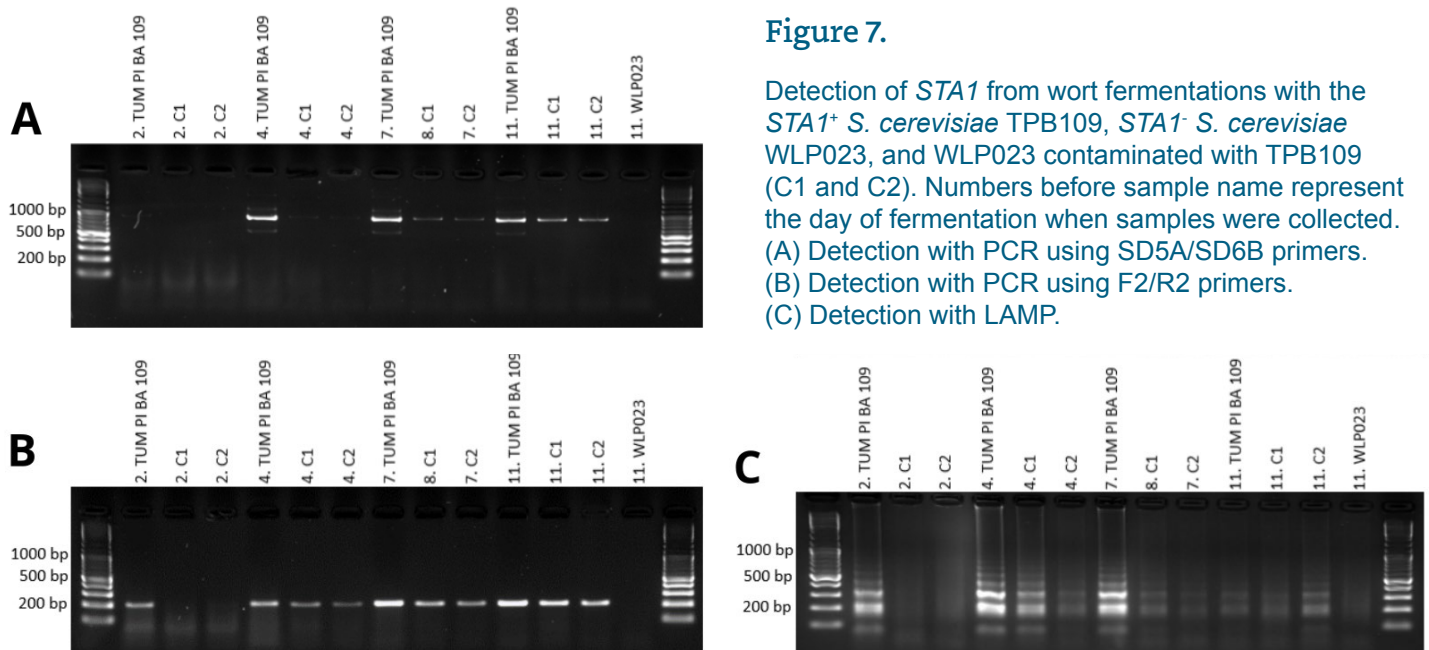 Figure 7.
Detection of STA1 from wort fermentations with the
STA1⁺ S. cerevisiae TPB109, STA1⁻ S. cerevisiae
WLP023, and WLP023 contaminated with TPB109
(C1 and C2). Numbers before sample name represent
the day of fermentation when samples were collected.
(A) Detection with PCR using SD5A/SD6B primers.
(B) Detection with PCR using F2/R2 primers.
(C) Detection with LAMP.
A
2. TUM PI BA 109
2. C1
2. C2
4. TUM PI BA 109
4. C1
4. C2
7. TUM PI BA 109
8. C1
7. C2
11. TUM PI BA 109
11. C1
11. C2
11. WLP023
1000 bp
500 bp
200 bp
B
2. TUM PI BA 109
2. C1
2. C2
4. TUM PI BA 109
4. C1
4. C2
7. TUM PI BA 109
8. C1
7. C2
11. TUM PI BA 109
11. C1
11. C2
11. WLP023
1000 bp
500 bp
200 bp
C
2. TUM PI BA 109
2. C1
2. C2
4. TUM PI BA 109
4. C1
4. C2
7. TUM PI BA 109
8. C1
7. C2
11. TUM PI BA 109
11. C1
11. C2
11. WLP023
1000 bp
500 bp
200 bp